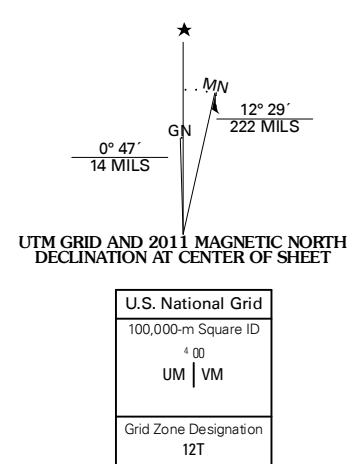 MN
GN
12° 29´
222 MILS
0° 47´
14 MILS
UTM GRID AND 2011 MAGNETIC NORTH
DECLINATION AT CENTER OF SHEET
U.S. National Grid
100,000-m Square ID
4 00
UM VM
Grid Zone Designation
12T